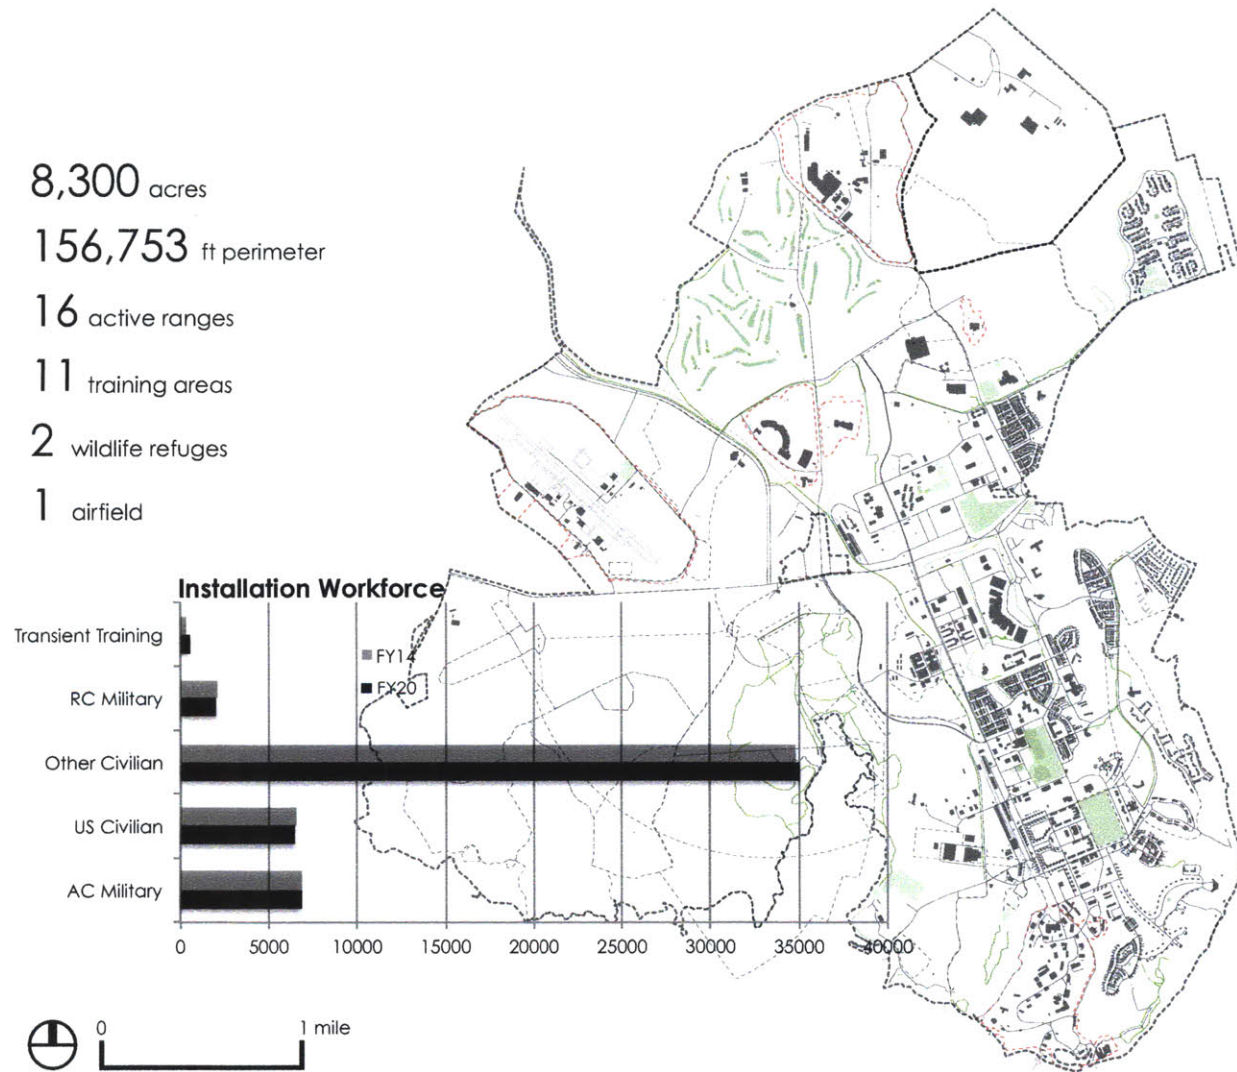 8,300 acres
156,753 ft perimeter
16 active ranges
11 training areas
2 wildlife refuges
1 airfield
Installation Workforce
Transient Training
RC Military
Other Civilian
US Civilian
AC Military
FY14
FY20
0 5000 10000 15000 20000 25000 30000 35000 40000
0 1 mile